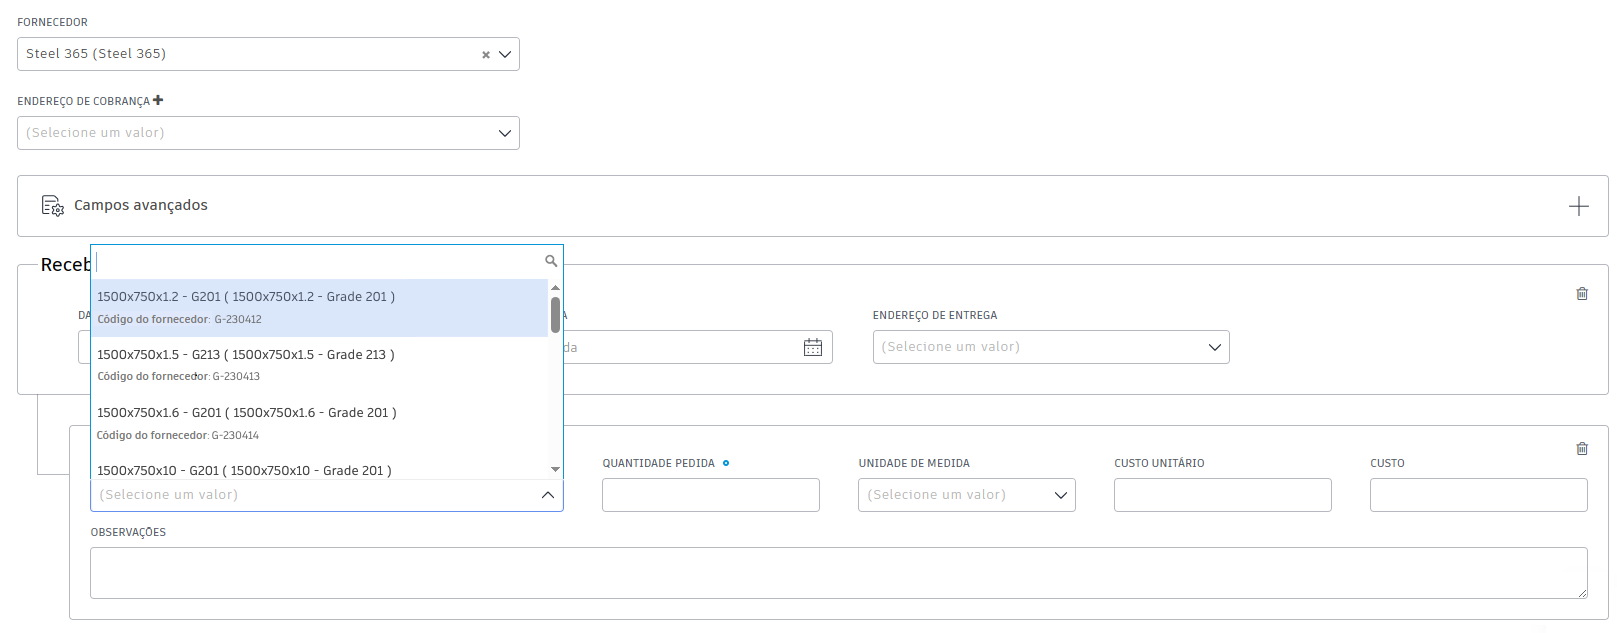 FORNECEDOR
Steel 365 (Steel 365)
ENDEREÇO DE COBRANÇA
(Selecione um valor)
Campos avançados
Receb
1500x750x1.2 - G201 ( 1500x750x1.2 - Grade 201 )
Código do fornecedor: G-230412
1500x750x1.5 - G213 ( 1500x750x1.5 - Grade 213 )
Código do fornecedor: G-230413
1500x750x1.6 - G201 ( 1500x750x1.6 - Grade 201 )
Código do fornecedor: G-230414
1500x750x10 - G201 ( 1500x750x10 - Grade 201 )
(Selecione um valor)
ENDEREÇO DE ENTREGA
(Selecione um valor)
QUANTIDADE PEDIDA
UNIDADE DE MEDIDA
(Selecione um valor)
CUSTO UNITÁRIO
CUSTO
OBSERVAÇÕES